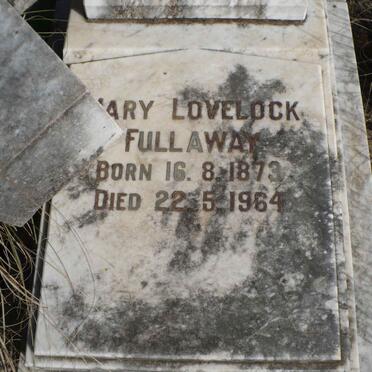 MARY LOVELOCK
FULLAWAY
BORN 16.8.1873
DIED 22.5.1964